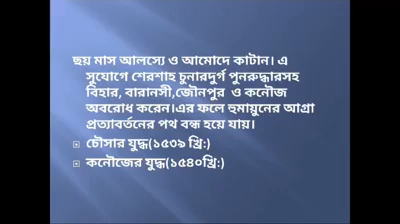 ছয় মাস আলস্যে ও আমোদে কাটান। এ
সুযোগে শেরশাহ চুনারদুর্গ পুনরুদ্ধারসহ
বিহার, বারানসী,জৌনপুর ও কনৌজ
অবরোধ করেন।এর ফলে হুমায়ুনের আগ্রা
প্রত্যাবর্তনের পথ বন্ধ হয়ে যায়।
চৌসার যুদ্ধ(১৫৩৯ খ্রি:)
কনৌজের যুদ্ধ(১৫৪০খ্রি:)